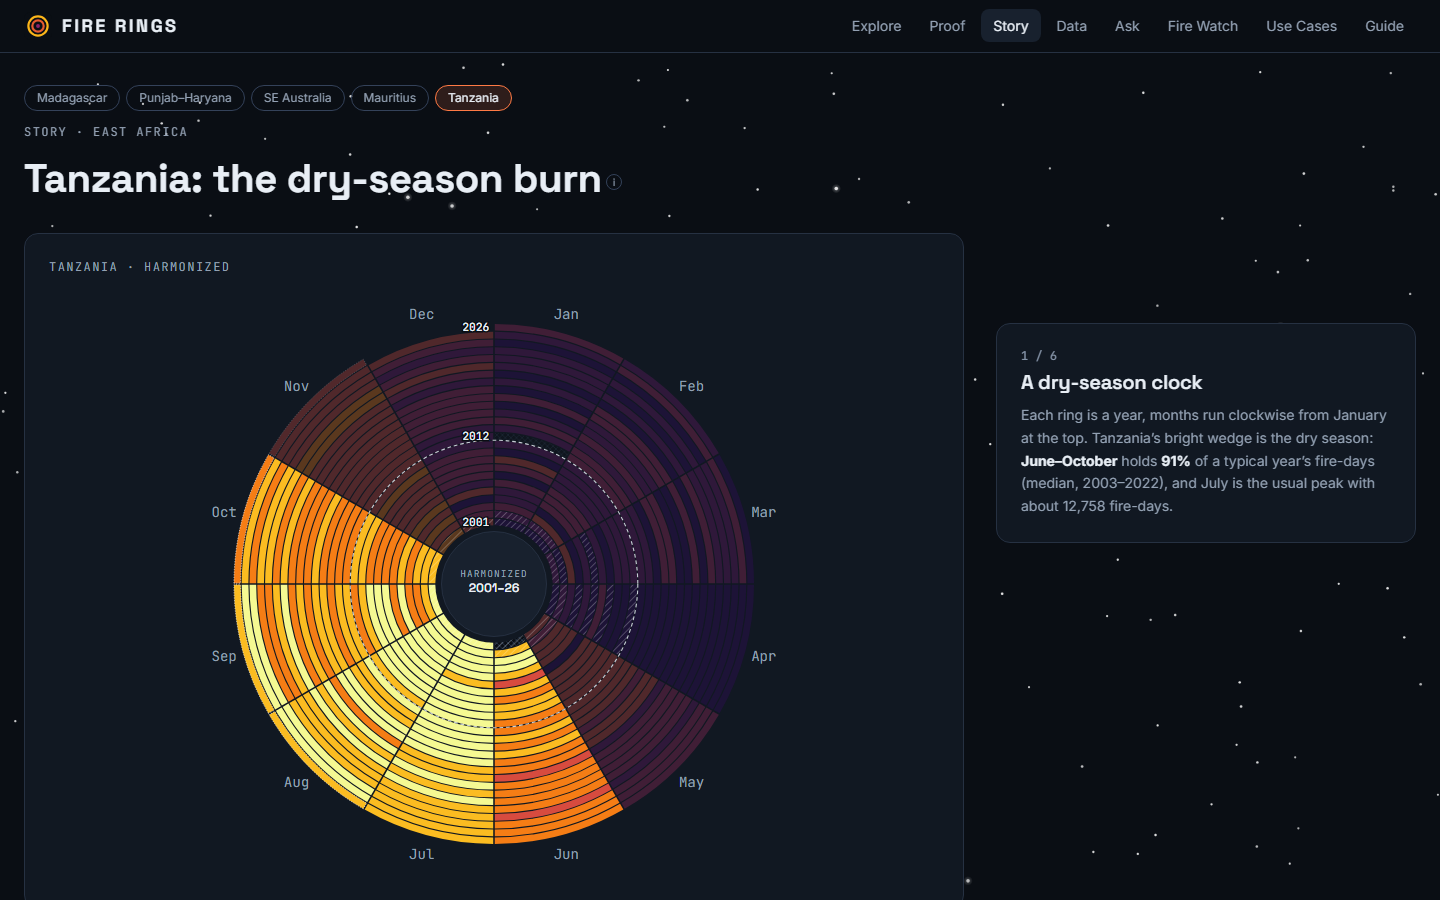 FIRE RINGS
Explore
Proof
Story
Data
Ask
Fire Watch
Use Cases
Guide
Madagascar
Punjab–Haryana
SE Australia
Mauritius
Tanzania
STORY · EAST AFRICA
Tanzania: the dry-season burn
i
TANZANIA · HARMONIZED
Dec
Jan
2026
Nov
Feb
2012
Oct
Mar
2001
HARMONIZED
2001–26
Sep
Apr
Aug
May
Jul
Jun
1 / 6
A dry-season clock
Each ring is a year, months run clockwise from January
at the top. Tanzania’s bright wedge is the dry season:
June–October holds 91% of a typical year’s fire-days
(median, 2003–2022), and July is the usual peak with
about 12,758 fire-days.